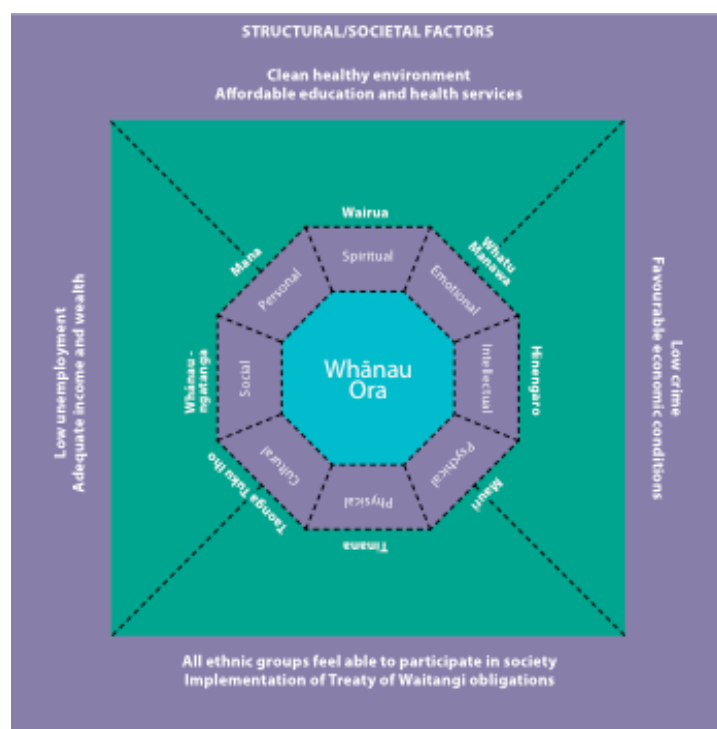 STRUCTURAL/SOCIETAL FACTORS
Clean healthy environment
Affordable education and health services
Wairua
Spiritual
Whatu
Manawa
Emotional
Hinengaro
Intellectual
Mauri
Psychical
Tinana
Physical
Taonga Tuku Iho
Cultural
Whānau -
ngatanga
Social
Mana
Personal
Whānau
Ora
Low unemployment
Adequate income and wealth
Low crime
Favourable economic conditions
All ethnic groups feel able to participate in society
Implementation of Treaty of Waitangi obligations